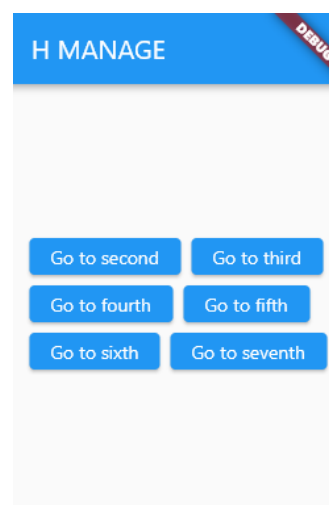 H MANAGE
DEBUG
Go to second
Go to third
Go to fourth
Go to fifth
Go to sixth
Go to seventh